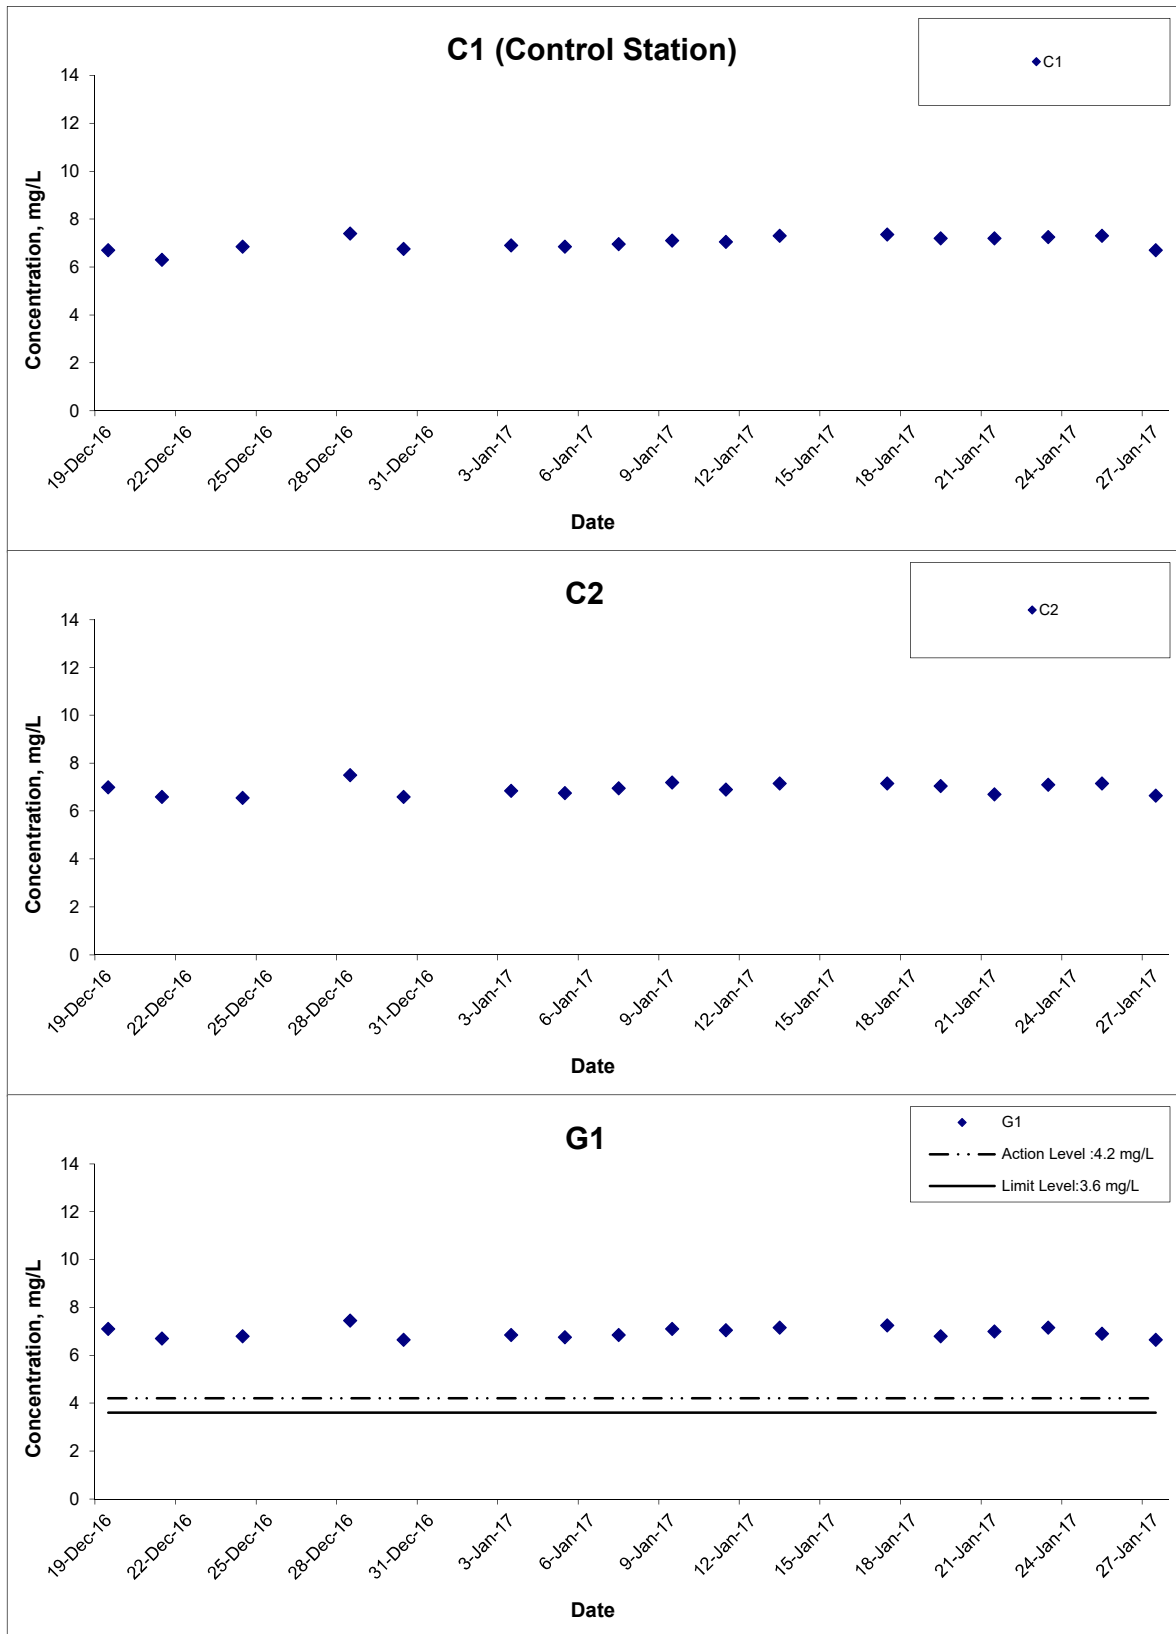 C1 (Control Station)
C1
14
12
10
8
6
4
2
0
Concentration, mg/L
19-Dec-16
22-Dec-16
25-Dec-16
28-Dec-16
31-Dec-16
3-Jan-17
6-Jan-17
9-Jan-17
12-Jan-17
15-Jan-17
18-Jan-17
21-Jan-17
24-Jan-17
27-Jan-17
Date
C2
C2
14
12
10
8
6
4
2
0
Concentration, mg/L
19-Dec-16
22-Dec-16
25-Dec-16
28-Dec-16
31-Dec-16
3-Jan-17
6-Jan-17
9-Jan-17
12-Jan-17
15-Jan-17
18-Jan-17
21-Jan-17
24-Jan-17
27-Jan-17
Date
G1
G1
Action Level :4.2 mg/L
Limit Level:3.6 mg/L
14
12
10
8
6
4
2
0
Concentration, mg/L
19-Dec-16
22-Dec-16
25-Dec-16
28-Dec-16
31-Dec-16
3-Jan-17
6-Jan-17
9-Jan-17
12-Jan-17
15-Jan-17
18-Jan-17
21-Jan-17
24-Jan-17
27-Jan-17
Date